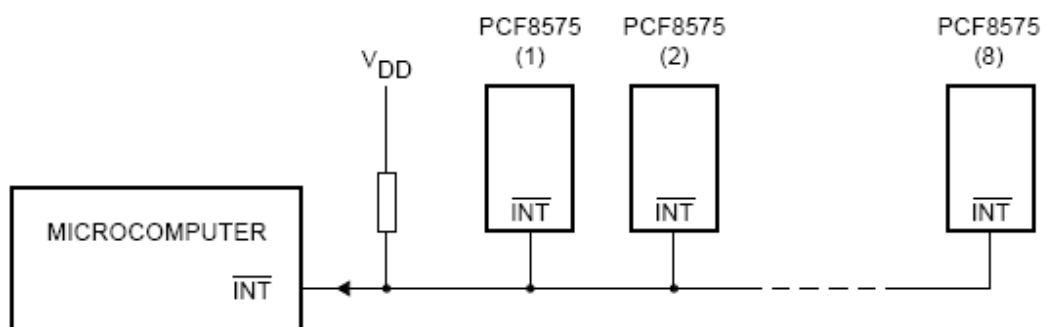 PCF8575
(1)
PCF8575
(2)
PCF8575
(8)
VDD
INT
INT
INT
MICROCOMPUTER
INT